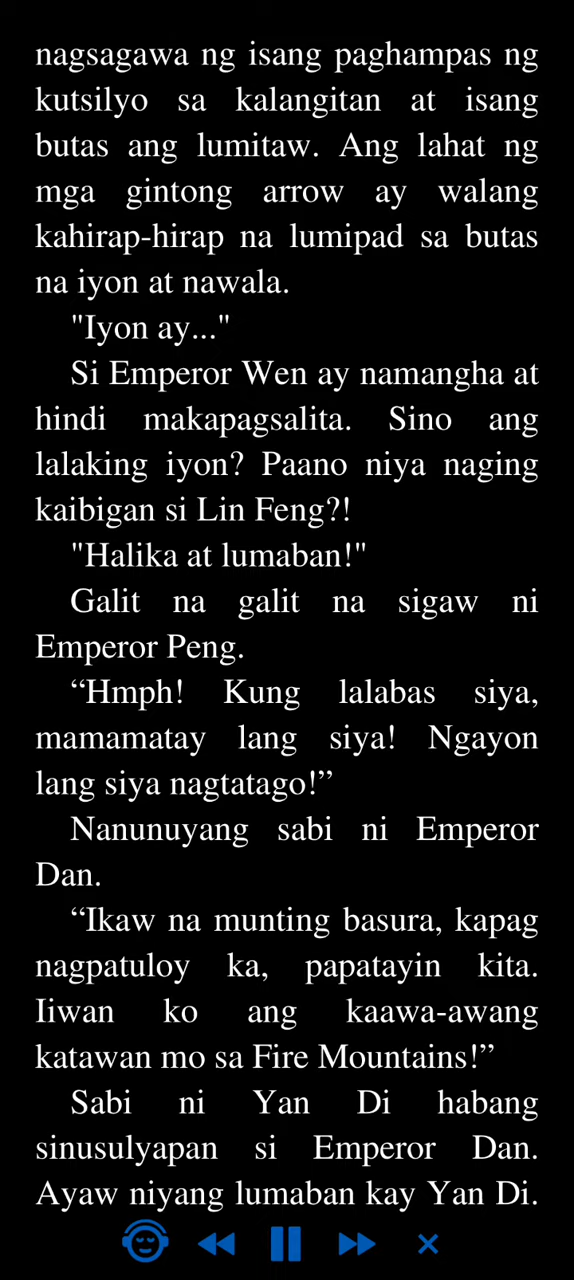 nagsagawa ng isang paghampas ng
kutsilyo sa kalangitan at isang
butas ang lumitaw. Ang lahat ng
mga gintong arrow ay walang
kahirap-hirap na lumipad sa butas
na iyon at nawala.
"Iyon ay..."
Si Emperor Wen ay namangha at
hindi makapagsalita. Sino ang
lalaking iyon? Paano niya naging
kaibigan si Lin Feng?!
"Halika at lumaban!"
Galit na galit na sigaw ni
Emperor Peng.
“Hmph! Kung lalabas siya,
mamamatay lang siya! Ngayon
lang siya nagtatago!”
Nanunuyang sabi ni Emperor
Dan.
“Ikaw na munting basura, kapag
nagpatuloy ka, papatayin kita.
Iiwan ko ang kaawa-awang
katawan mo sa Fire Mountains!”
Sabi ni Yan Di habang
sinusulyapan si Emperor Dan.
Ayaw niyang lumaban kay Yan Di.